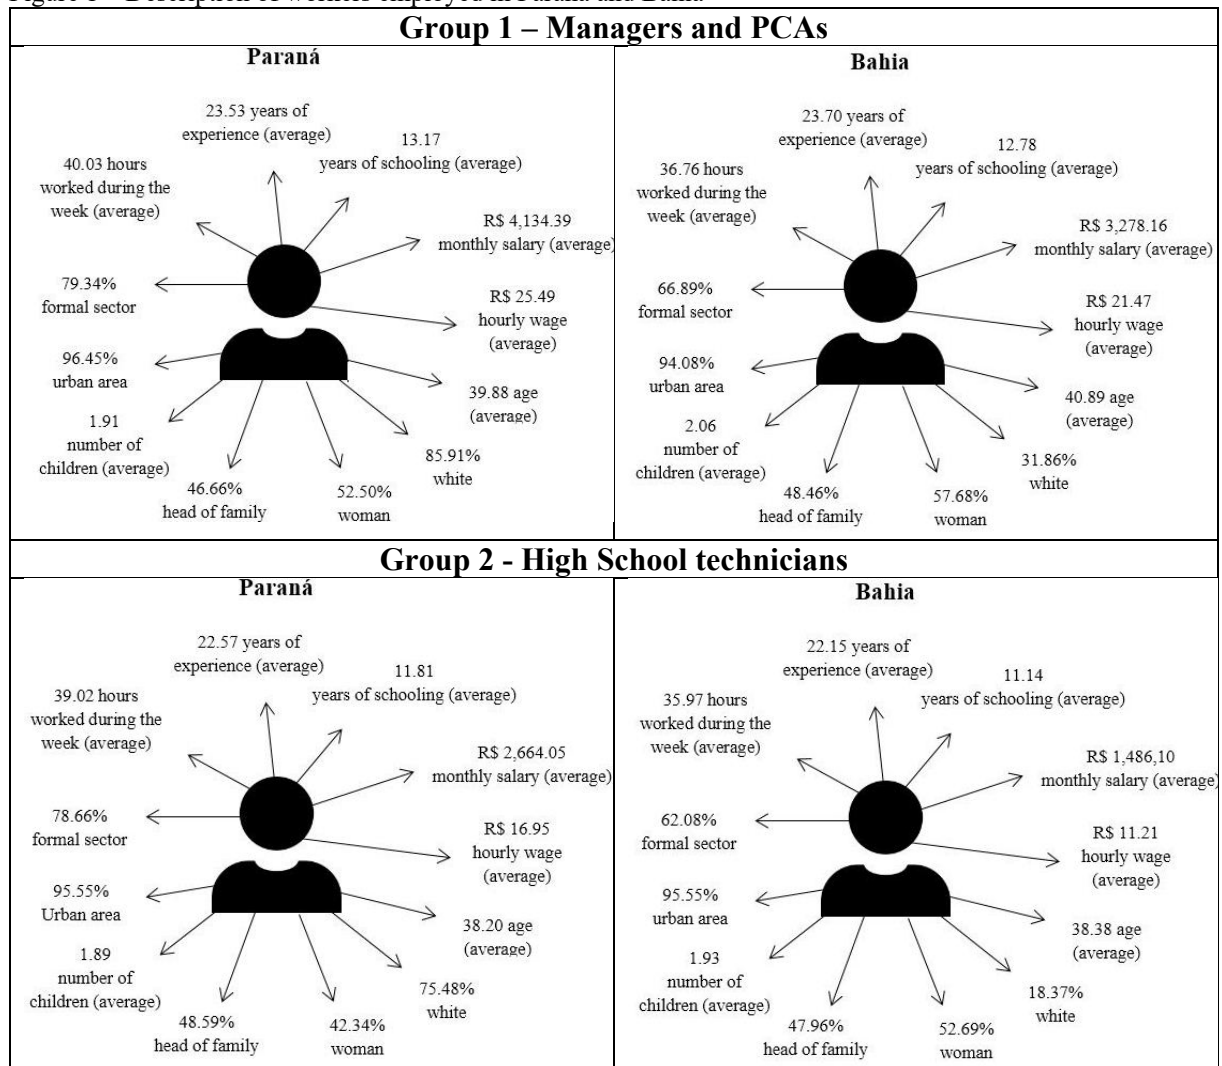 Group 1 – Managers and PCAs
Paraná
23.53 years of
experience (average)
13.17
years of schooling (average)
40.03 hours
worked during the
week (average)
R$ 4,134.39
monthly salary (average)
79.34%
formal sector
R$ 25.49
hourly wage
(average)
96.45%
urban area
39.88 age
(average)
1.91
number of
children (average)
85.91%
white
46.66%
head of family
52.50%
woman
Bahia
23.70 years of
experience (average)
12.78
years of schooling (average)
36.76 hours
worked during the
week (average)
R$ 3,278.16
monthly salary (average)
66.89%
formal sector
R$ 21.47
hourly wage
(average)
94.08%
urban area
40.89 age
(average)
2.06
number of
children (average)
31.86%
white
48.46%
head of family
57.68%
woman
Group 2 - High School technicians
Paraná
22.57 years of
experience (average)
11.81
years of schooling (average)
39.02 hours
worked during the
week (average)
R$ 2,664.05
monthly salary (average)
78.66%
formal sector
R$ 16.95
hourly wage
(average)
95.55%
Urban area
38.20 age
(average)
1.89
number of
children (average)
75.48%
white
48.59%
head of family
42.34%
woman
Bahia
22.15 years of
experience (average)
11.14
years of schooling (average)
35.97 hours
worked during the
week (average)
R$ 1,486,10
monthly salary (average)
62.08%
formal sector
R$ 11.21
hourly wage
(average)
95.55%
urban area
38.38 age
(average)
1.93
number of
children (average)
18.37%
white
47.96%
head of family
52.69%
woman